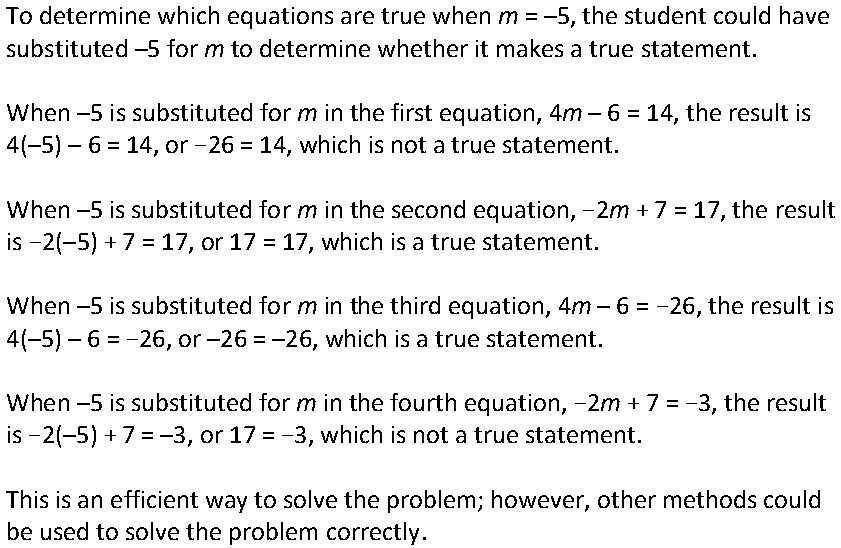 To determine which equations are true when m = –5, the student could have
substituted –5 for m to determine whether it makes a true statement.
When –5 is substituted for m in the first equation, 4m – 6 = 14, the result is
4(–5) – 6 = 14, or −26 = 14, which is not a true statement.
When –5 is substituted for m in the second equation, −2m + 7 = 17, the result
is −2(–5) + 7 = 17, or 17 = 17, which is a true statement.
When –5 is substituted for m in the third equation, 4m – 6 = −26, the result is
4(–5) – 6 = −26, or –26 = –26, which is a true statement.
When –5 is substituted for m in the fourth equation, −2m + 7 = −3, the result
is −2(–5) + 7 = –3, or 17 = −3, which is not a true statement.
This is an efficient way to solve the problem; however, other methods could
be used to solve the problem correctly.